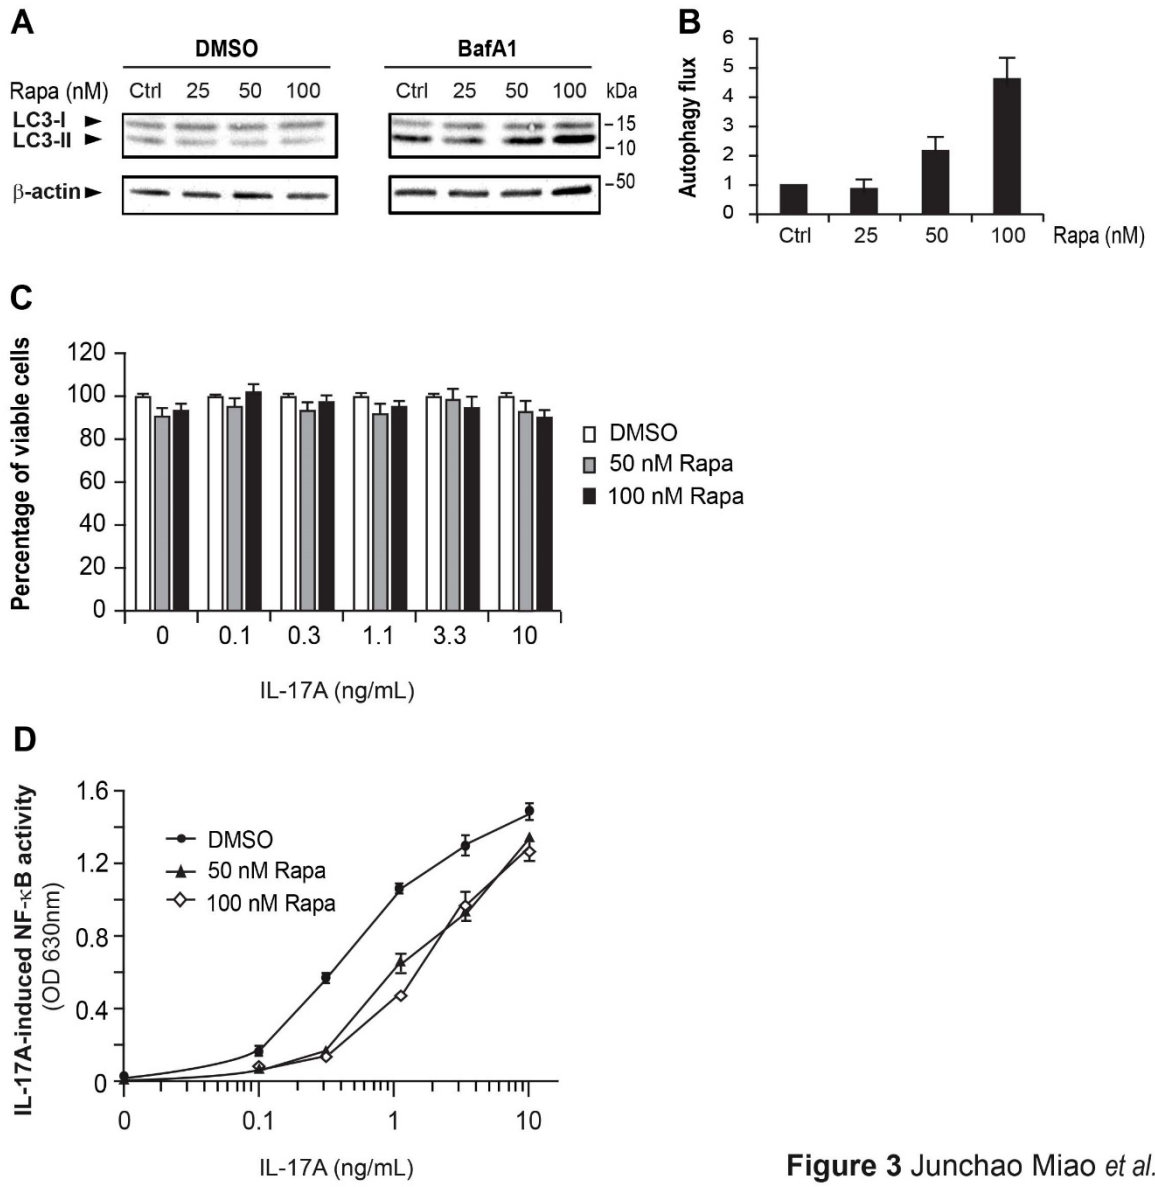 A
DMSO BafA1
Rapa (nM) Ctrl 25 50 100 Ctrl 25 50 100 kDa
LC3-I ► –15
LC3-II ► –10
β-actin ► –50
B
Autophagy flux
6
5
4
3
2
1
0
Ctrl 25 50 100 Rapa (nM)
C
Percentage of viable cells
120
100
80
60
40
20
0
0 0.1 0.3 1.1 3.3 10
IL-17A (ng/mL)
DMSO
50 nM Rapa
100 nM Rapa
D
IL-17A-induced NF-κB activity
(OD 630nm)
1.6
1.2
0.8
0.4
0
DMSO
50 nM Rapa
100 nM Rapa
0 0.1 1 10
IL-17A (ng/mL)
Figure 3 Junchao Miao et al.